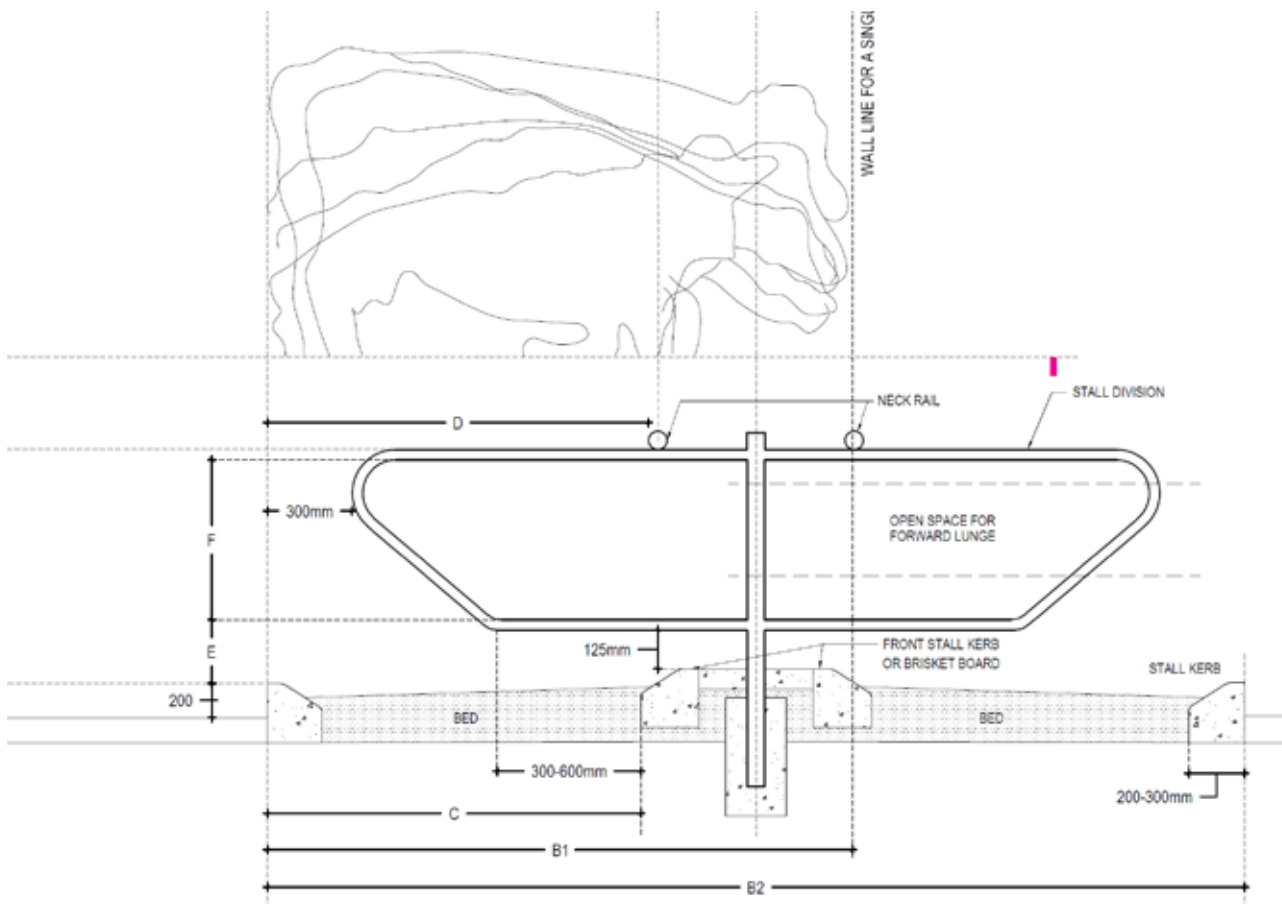 WALL LINE FOR A SINGL
NECK RAIL
STALL DIVISION
D
300mm
F
OPEN SPACE FOR
FORWARD LUNGE
E
125mm
FRONT STALL KERB
OR BRISKET BOARD
STALL KERB
200
BED
BED
300-600mm
200-300mm
C
B1
B2